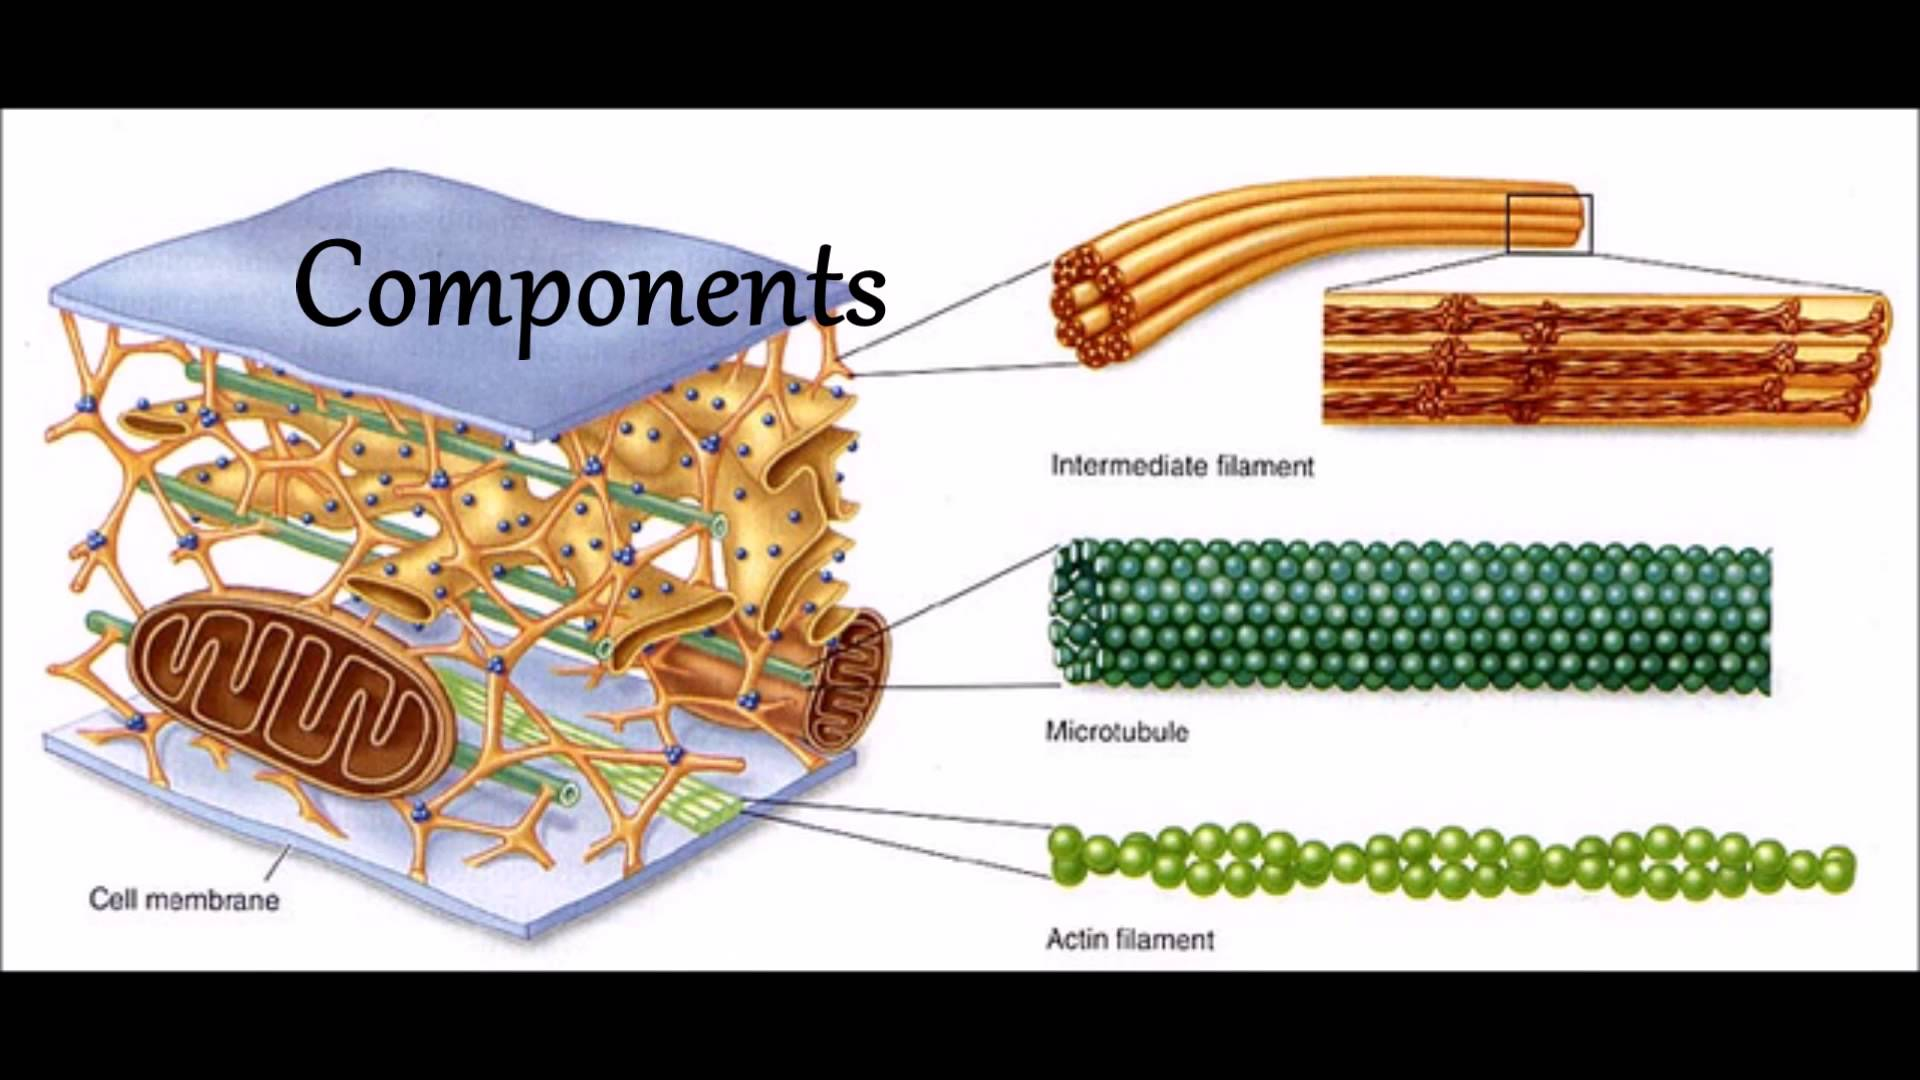 Components
Intermediate filament
Microtubule
Cell membrane
Actin filament